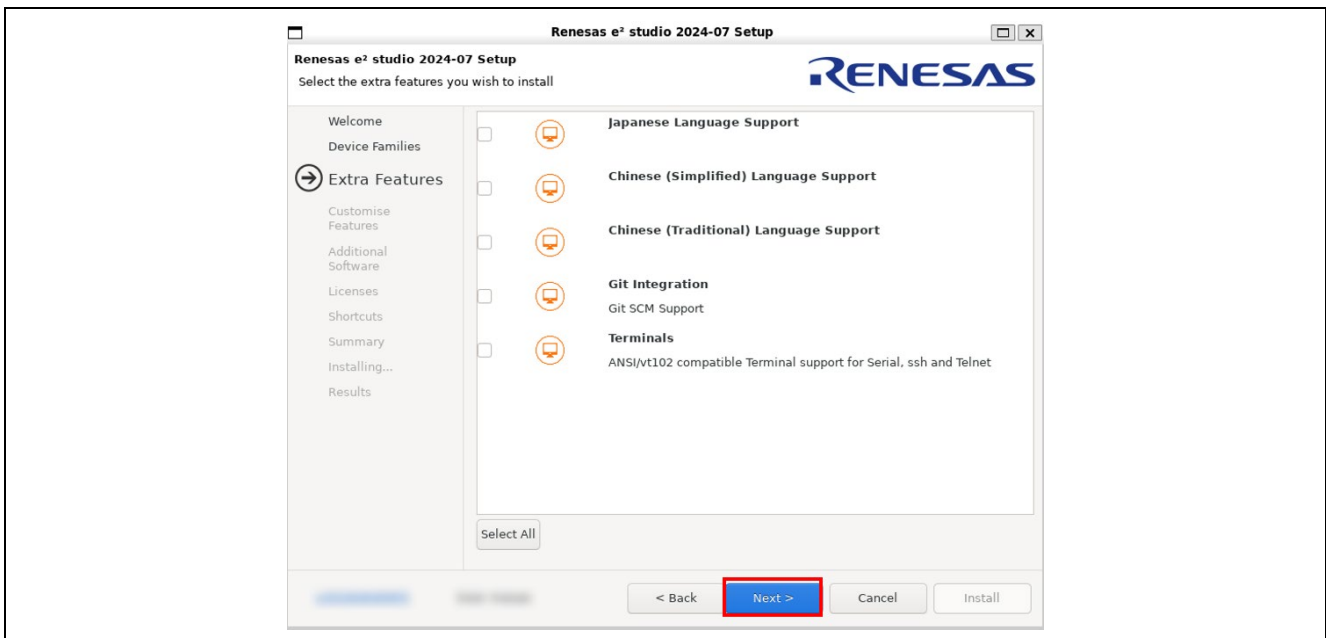 Renesas e² studio 2024-07 Setup
Renesas e² studio 2024-07 Setup
Select the extra features you wish to install
RENESAS
Welcome
Device Families
Extra Features
Customise
Features
Additional
Software
Licenses
Shortcuts
Summary
Installing...
Results
Japanese Language Support
Chinese (Simplified) Language Support
Chinese (Traditional) Language Support
Git Integration
Git SCM Support
Terminals
ANSI/vt102 compatible Terminal support for Serial, ssh and Telnet
Select All
< Back
Next >
Cancel
Install